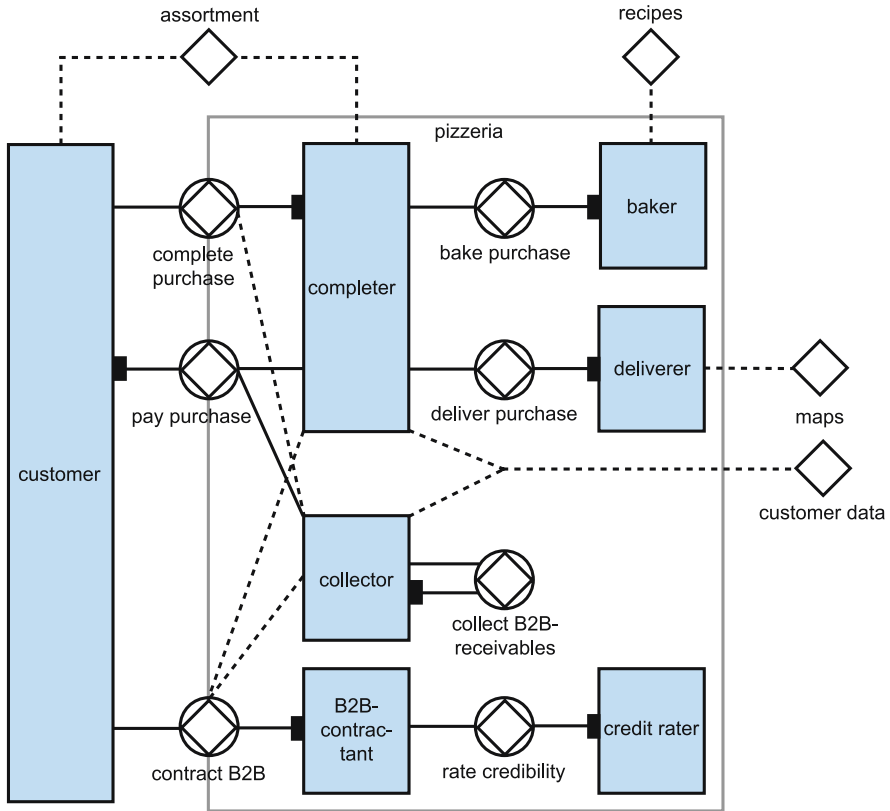 assortment
recipes
pizzeria
complete
purchase
completer
bake purchase
baker
pay purchase
deliver purchase
deliverer
maps
customer
customer data
collector
collect B2B-
receivables
contract B2B
B2B-
contrac-
tant
rate credibility
credit rater